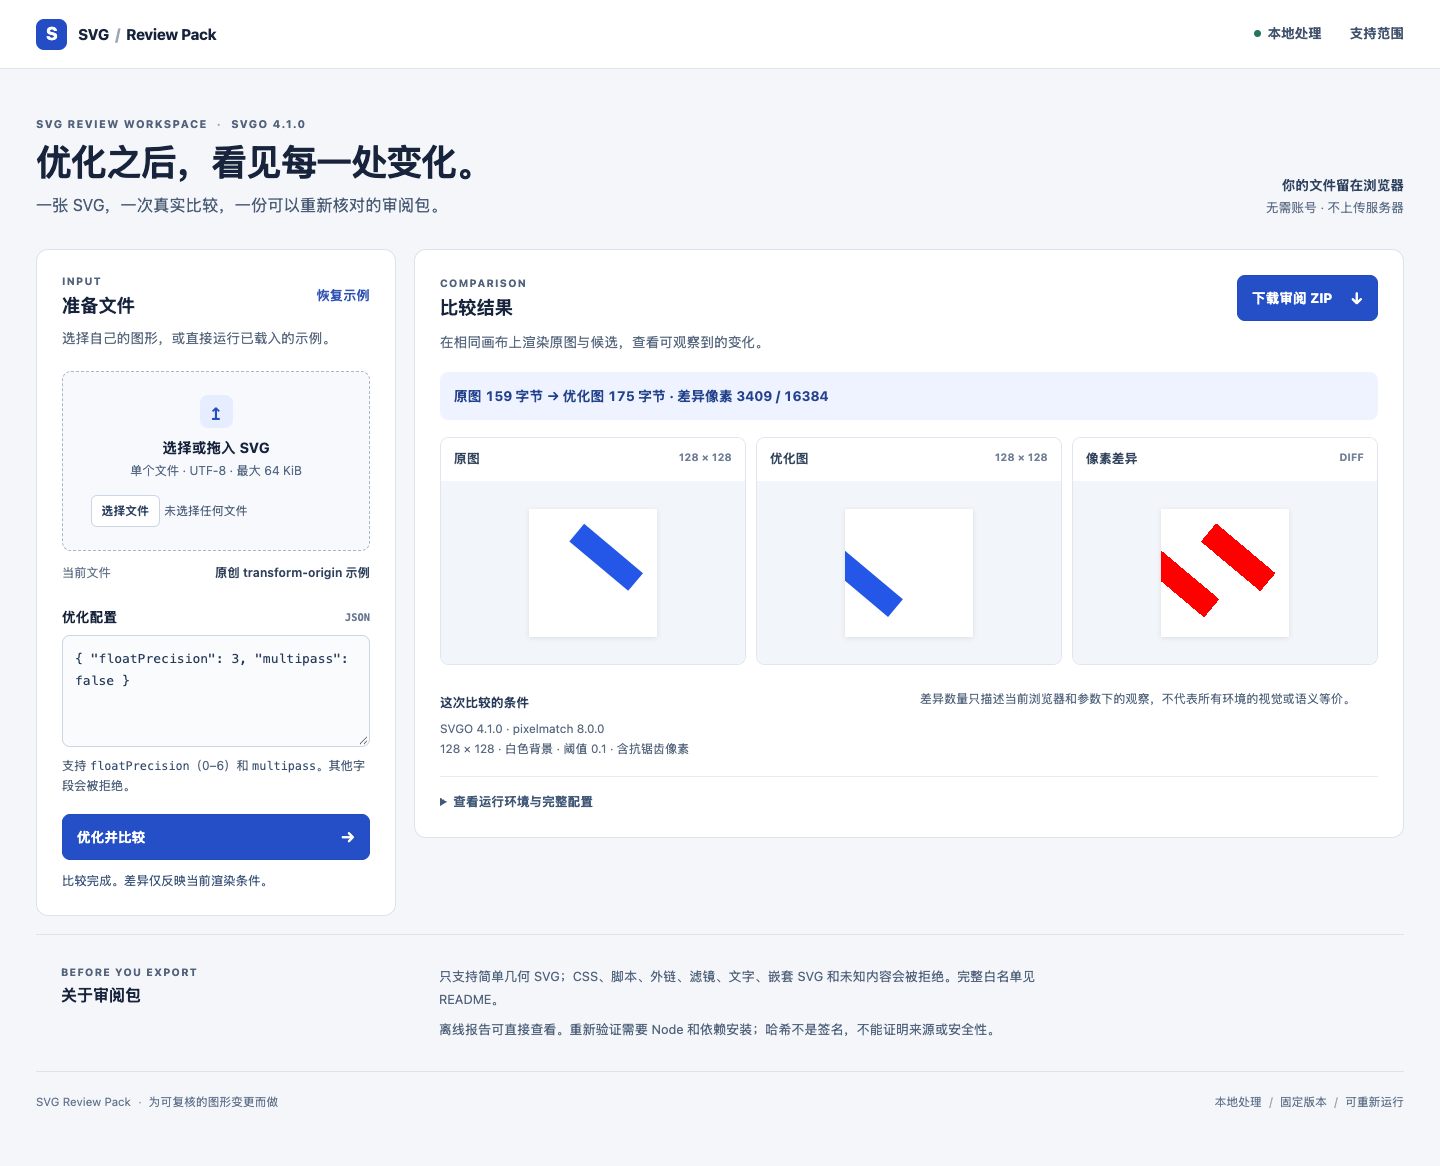 S SVG / Review Pack
本地处理 支持范围
SVG REVIEW WORKSPACE · SVGO 4.1.0
优化之后，看见每一处变化。
一张 SVG，一次真实比较，一份可以重新核对的审阅包。
你的文件留在浏览器
无需账号 · 不上传服务器
INPUT
准备文件
恢复示例
选择自己的图形，或直接运行已载入的示例。
↥
选择或拖入 SVG
单个文件 · UTF-8 · 最大 64 KiB
选择文件 未选择任何文件
当前文件 原创 transform-origin 示例
优化配置 JSON
{ "floatPrecision": 3, "multipass":
false }
支持 floatPrecision（0–6）和 multipass。其他字
段会被拒绝。
优化并比较 →
比较完成。差异仅反映当前渲染条件。
COMPARISON
比较结果
下载审阅 ZIP ↓
在相同画布上渲染原图与候选，查看可观察到的变化。
原图 159 字节 → 优化图 175 字节 · 差异像素 3409 / 16384
原图 128 × 128
优化图 128 × 128
像素差异 DIFF
这次比较的条件
SVGO 4.1.0 · pixelmatch 8.0.0
128 × 128 · 白色背景 · 阈值 0.1 · 含抗锯齿像素
差异数量只描述当前浏览器和参数下的观察，不代表所有环境的视觉或语义等价。
▶ 查看运行环境与完整配置
BEFORE YOU EXPORT
关于审阅包
只支持简单几何 SVG；CSS、脚本、外链、滤镜、文字、嵌套 SVG 和未知内容会被拒绝。完整白名单见
README。
离线报告可直接查看。重新验证需要 Node 和依赖安装；哈希不是签名，不能证明来源或安全性。
SVG Review Pack · 为可复核的图形变更而做
本地处理 / 固定版本 / 可重新运行